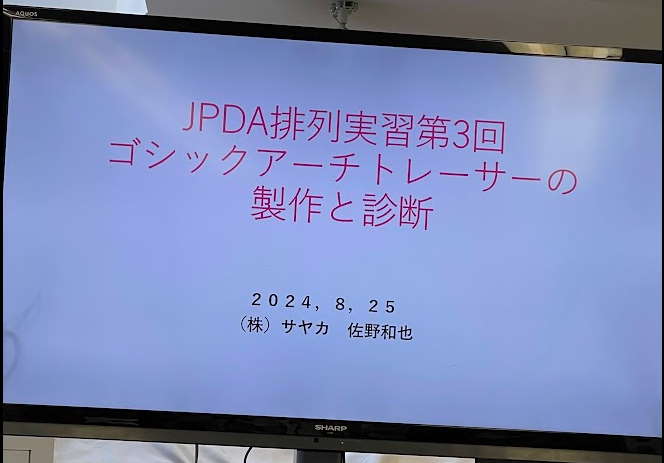 AQUOS
JPDA排列実習第3回
ゴシックアーチトレーサーの
製作と診断
２０２４，８，２５
（株）サヤカ　佐野和也
SHARP